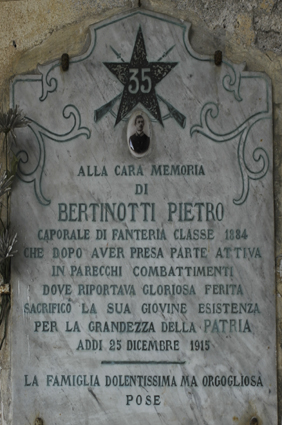 35
ALLA CARA MEMORIA
DI
BERTINOTTI PIETRO
CAPORALE DI FANTERIA CLASSE 1884
CHE DOPO AVER PRESA PARTE ATTIVA
IN PARECCHI COMBATTIMENTI
DOVE RIPORTAVA GLORIOSA FERITA
SACRIFICÒ LA SUA GIOVINE ESISTENZA
PER LA GRANDEZZA DELLA PATRIA
ADDI 25 DICEMBRE 1915
LA FAMIGLIA DOLENTISSIMA MA ORGOGLIOSA
POSE